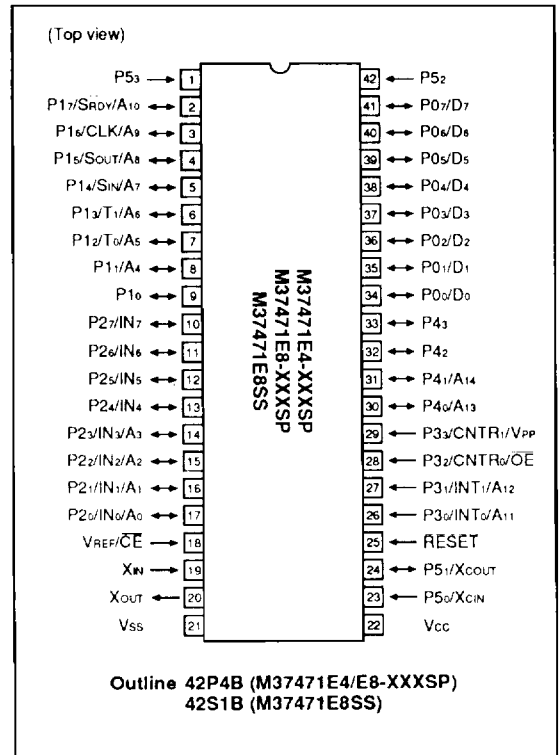 (Top view)
P53 1 42 P52
P17/SRDY/A10 2 41 P07/D7
P16/CLK/A9 3 40 P06/D6
P15/SOUT/A8 4 39 P05/D5
P14/SIN/A7 5 38 P04/D4
P13/T1/A6 6 37 P03/D3
P12/T0/A5 7 36 P02/D2
P11/A4 8 35 P01/D1
P10 9 34 P00/D0
P27/IN7 10 33 P43
P26/IN6 11 32 P42
P25/IN5 12 31 P41/A14
P24/IN4 13 30 P40/A13
P23/IN3/A3 14 29 P33/CNTR1/VPP
P22/IN2/A2 15 28 P32/CNTR0/OE
P21/IN1/A1 16 27 P31/INT1/A12
P20/IN0/A0 17 26 P30/INT0/A11
VREF/CE 18 25 RESET
XIN 19 24 P51/XCOUT
XOUT 20 23 P50/XCIN
VSS 21 22 VCC
M37471E4-XXXSP
M37471E8-XXXSP
M37471E8SS
Outline 42P4B (M37471E4/E8-XXXSP)
42S1B (M37471E8SS)